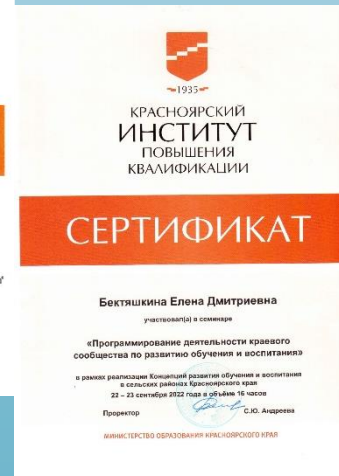 1935
КРАСНОЯРСКИЙ
ИНСТИТУТ
ПОВЫШЕНИЯ
КВАЛИФИКАЦИИ
СЕРТИФИКАТ
Бектяшкина Елена Дмитриевна
участвовал(а) в семинаре
«Программирование деятельности краевого
сообщества по развитию обучения и воспитания»
в рамках реализации Концепций развития обучения и воспитания
в сельских районах Красноярского края
22 – 23 сентября 2022 года в объёме 16 часов
Проректор С.Ю. Андреева
МИНИСТЕРСТВО ОБРАЗОВАНИЯ КРАСНОЯРСКОГО КРАЯ